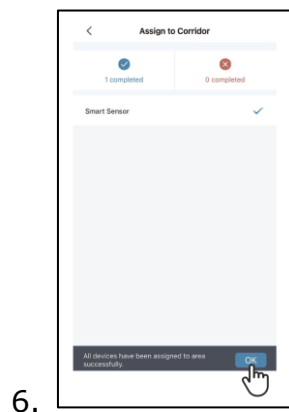 Assign to Corridor
1 completed
0 completed
Smart Sensor
All devices have been assigned to area
successfully.
OK
6.